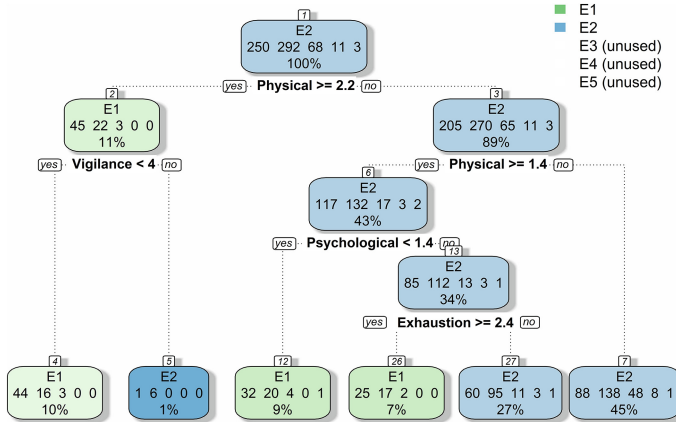 E1
E2
E3 (unused)
E4 (unused)
E5 (unused)
1
E2
250 292 68 11 3
100%
yes Physical >= 2.2 no
2
E1
45 22 3 0 0
11%
3
E2
205 270 65 11 3
89%
yes Vigilance < 4 no
yes Physical >= 1.4 no
6
E2
117 132 17 3 2
43%
yes Psychological < 1.4 no
13
E2
85 112 13 3 1
34%
yes Exhaustion >= 2.4 no
4
E1
44 16 3 0 0
10%
5
E2
1 6 0 0 0
1%
12
E1
32 20 4 0 1
9%
26
E1
25 17 2 0 0
7%
27
E2
60 95 11 3 1
27%
7
E2
88 138 48 8 1
45%